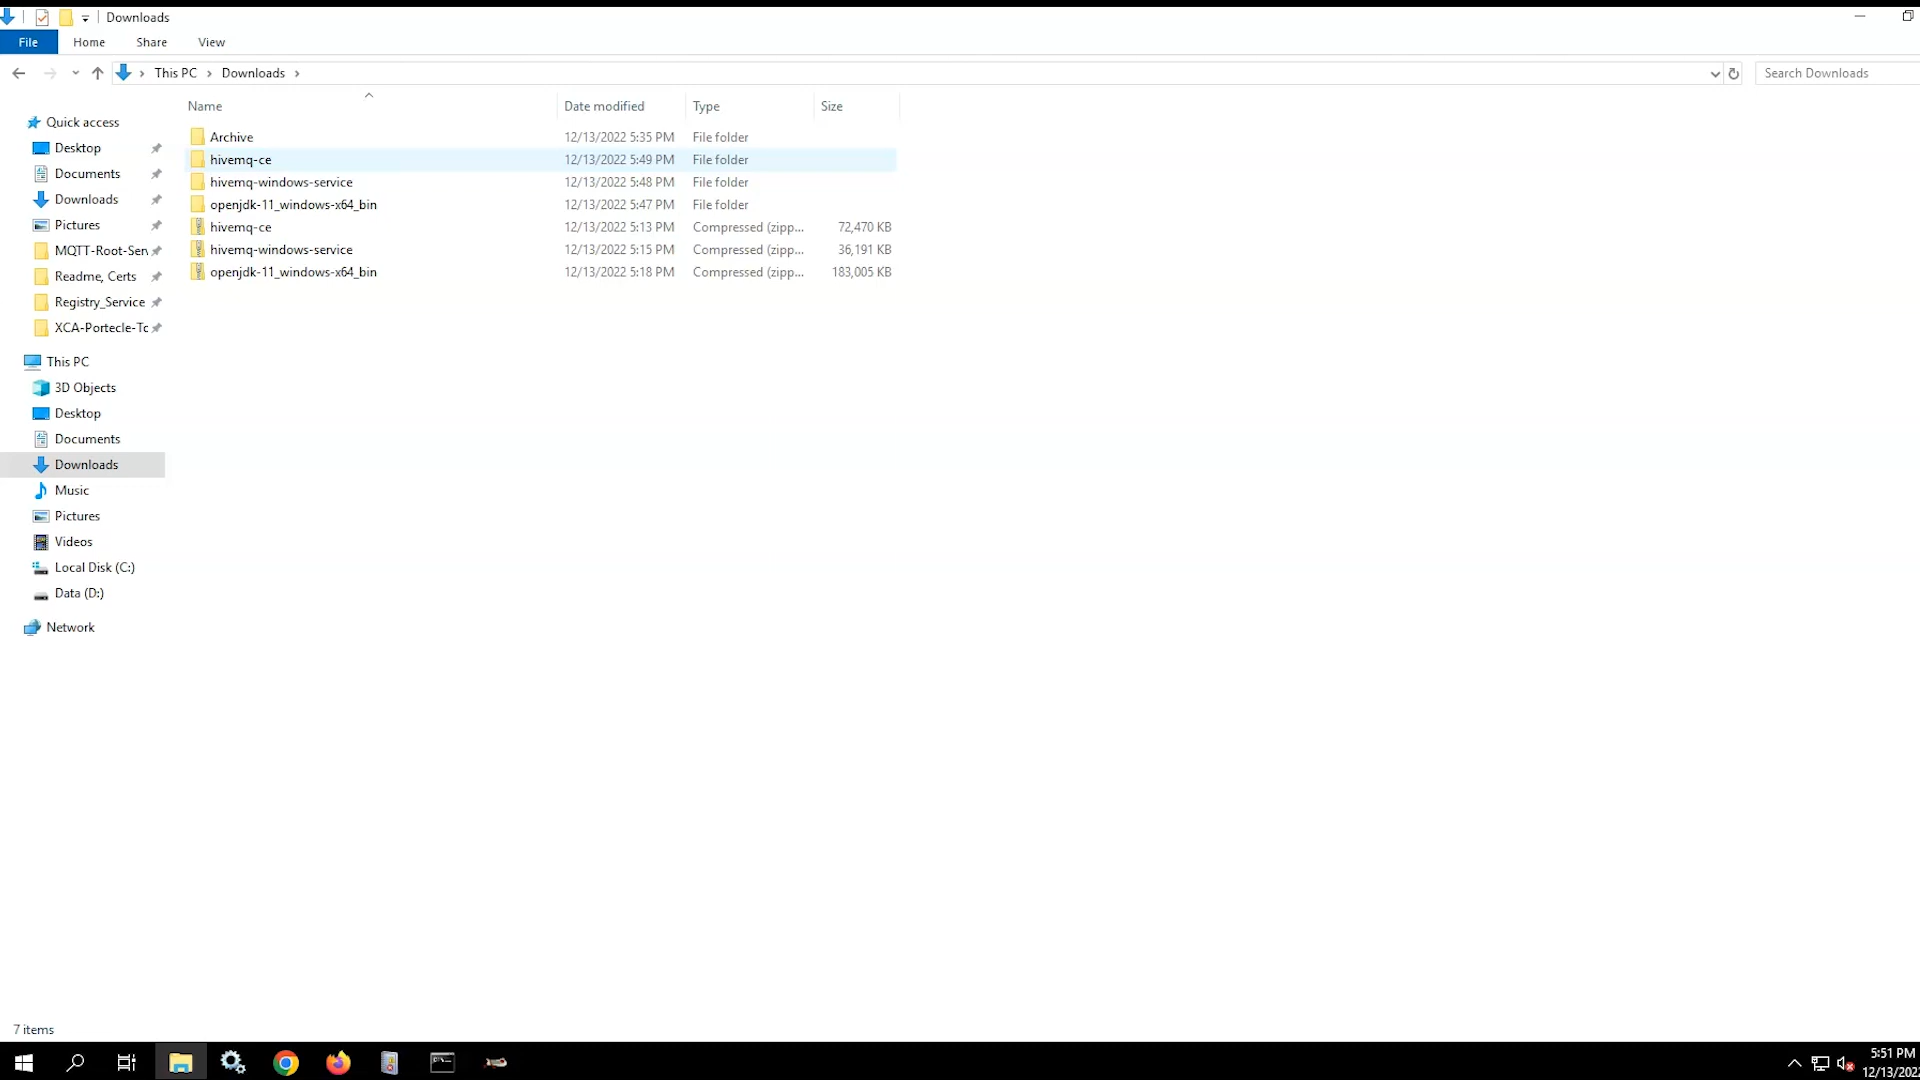 Downloads
File Home Share View
This PC Downloads Search Downloads
Name Date modified Type Size
Quick access
Desktop
Documents
Downloads
Pictures
MQTT-Root-Serv
Readme, Certs
Registry_Service
XCA-Portecle-Tc
This PC
3D Objects
Desktop
Documents
Downloads
Music
Pictures
Videos
Local Disk (C:)
Data (D:)
Network
Archive 12/13/2022 5:35 PM File folder
hivemq-ce 12/13/2022 5:49 PM File folder
hivemq-windows-service 12/13/2022 5:48 PM File folder
openjdk-11_windows-x64_bin 12/13/2022 5:47 PM File folder
hivemq-ce 12/13/2022 5:13 PM Compressed (zipp... 72,470 KB
hivemq-windows-service 12/13/2022 5:15 PM Compressed (zipp... 36,191 KB
openjdk-11_windows-x64_bin 12/13/2022 5:18 PM Compressed (zipp... 183,005 KB
7 items
5:51 PM
12/13/2022